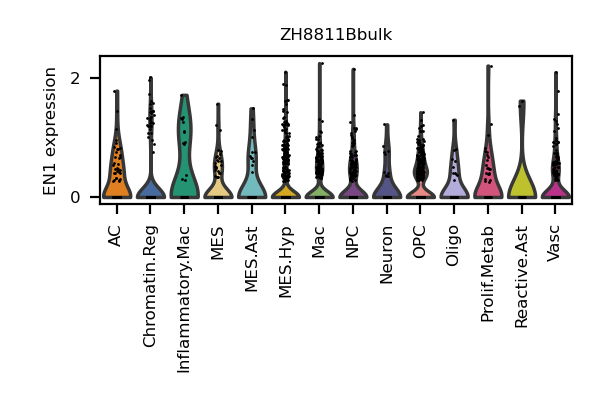 ZH8811Bbulk
EN1 expression
2
0
AC
Chromatin.Reg
Inflammatory.Mac
MES
MES.Ast
MES.Hyp
Mac
NPC
Neuron
OPC
Oligo
Prolif.Metab
Reactive.Ast
Vasc